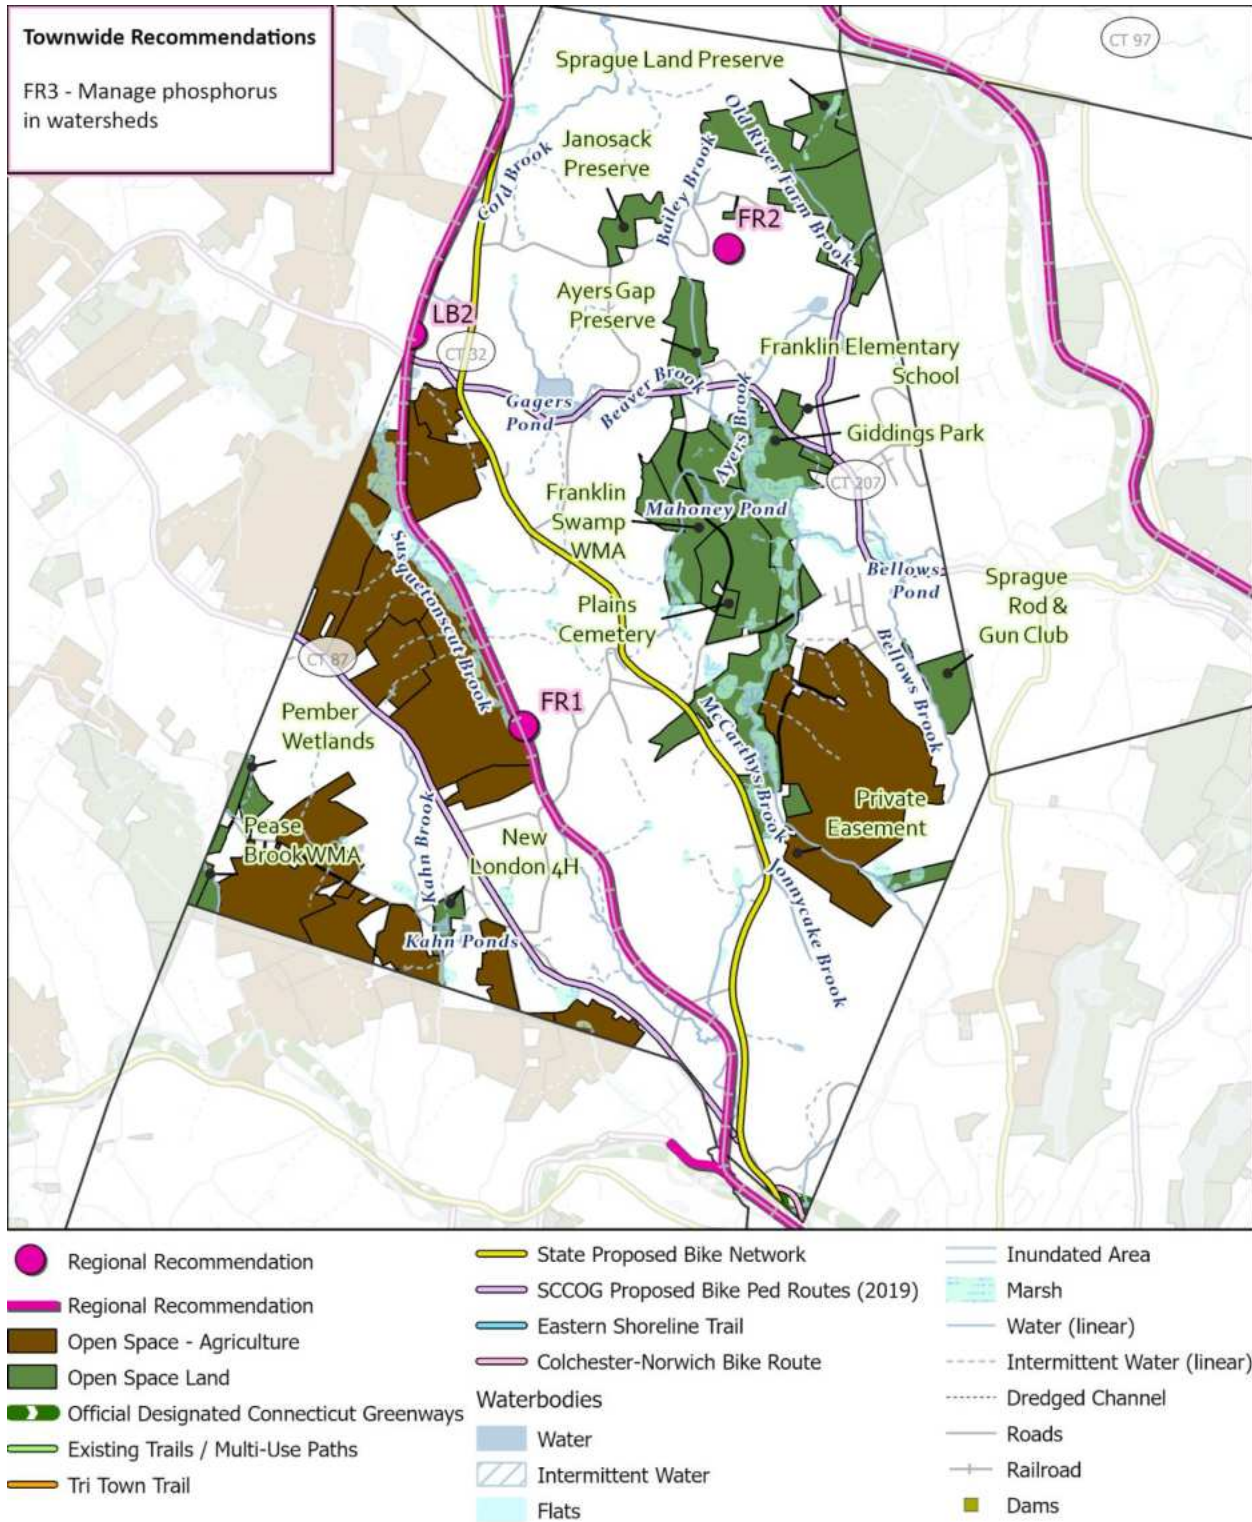 Townwide Recommendations
FR3 - Manage phosphorus
in watersheds
CT 97
Sprague Land Preserve
Old River Farm Brook
Janosack
Preserve
Cold Brook
Bailey Brook
FR2
Ayers Gap
Preserve
LB2
CT 32
Franklin Elementary
School
Gagers
Pond
Beaver Brook
Ayers Brook
Giddings Park
CT 207
Franklin
Swamp
WMA
Mahoney Pond
Susquetonscut Brook
Bellows
Pond
Sprague
Rod &
Gun Club
Plains
Cemetery
CT 87
Bellows Brook
FR1
Pember
Wetlands
McCarthys Brook
Private
Easement
Pease
Brook WMA
Kahn Brook
New
London 4H
Jonnycake Brook
Kahn Ponds
Regional Recommendation
Regional Recommendation
Open Space - Agriculture
Open Space Land
Official Designated Connecticut Greenways
Existing Trails / Multi-Use Paths
Tri Town Trail
State Proposed Bike Network
SCCOG Proposed Bike Ped Routes (2019)
Eastern Shoreline Trail
Colchester-Norwich Bike Route
Waterbodies
Water
Intermittent Water
Flats
Inundated Area
Marsh
Water (linear)
Intermittent Water (linear)
Dredged Channel
Roads
Railroad
Dams